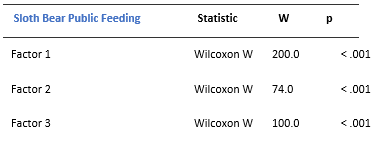 Sloth Bear Public Feeding Statistic W p
Factor 1 Wilcoxon W 200.0 < .001
Factor 2 Wilcoxon W 74.0 < .001
Factor 3 Wilcoxon W 100.0 < .001